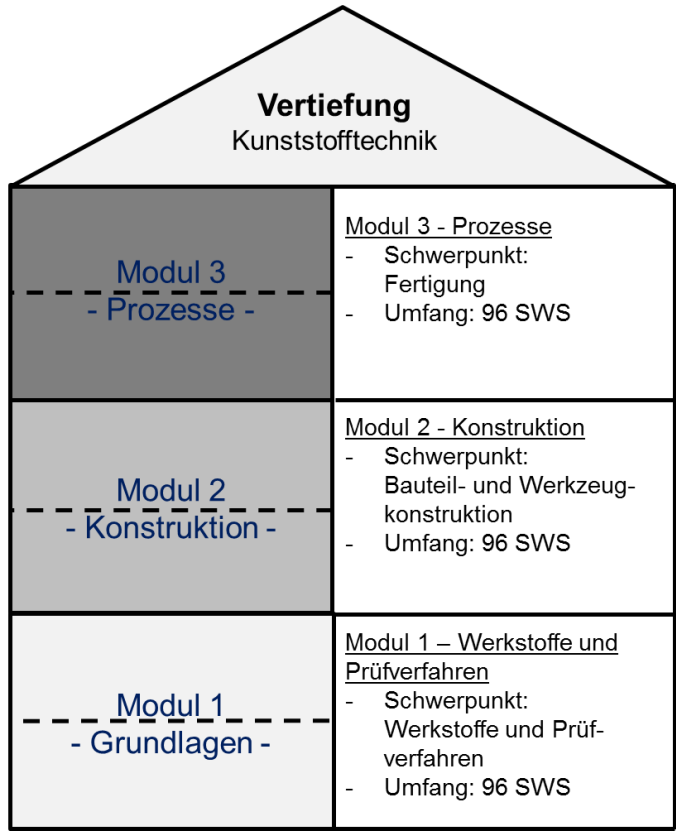 Vertiefung
Kunststofftechnik
Modul 3
- Prozesse -
Modul 3 - Prozesse
- Schwerpunkt:
Fertigung
- Umfang: 96 SWS
Modul 2
- Konstruktion -
Modul 2 - Konstruktion
- Schwerpunkt:
Bauteil- und Werkzeug-
konstruktion
- Umfang: 96 SWS
Modul 1
- Grundlagen -
Modul 1 – Werkstoffe und
Prüfverfahren
- Schwerpunkt:
Werkstoffe und Prüf-
verfahren
- Umfang: 96 SWS